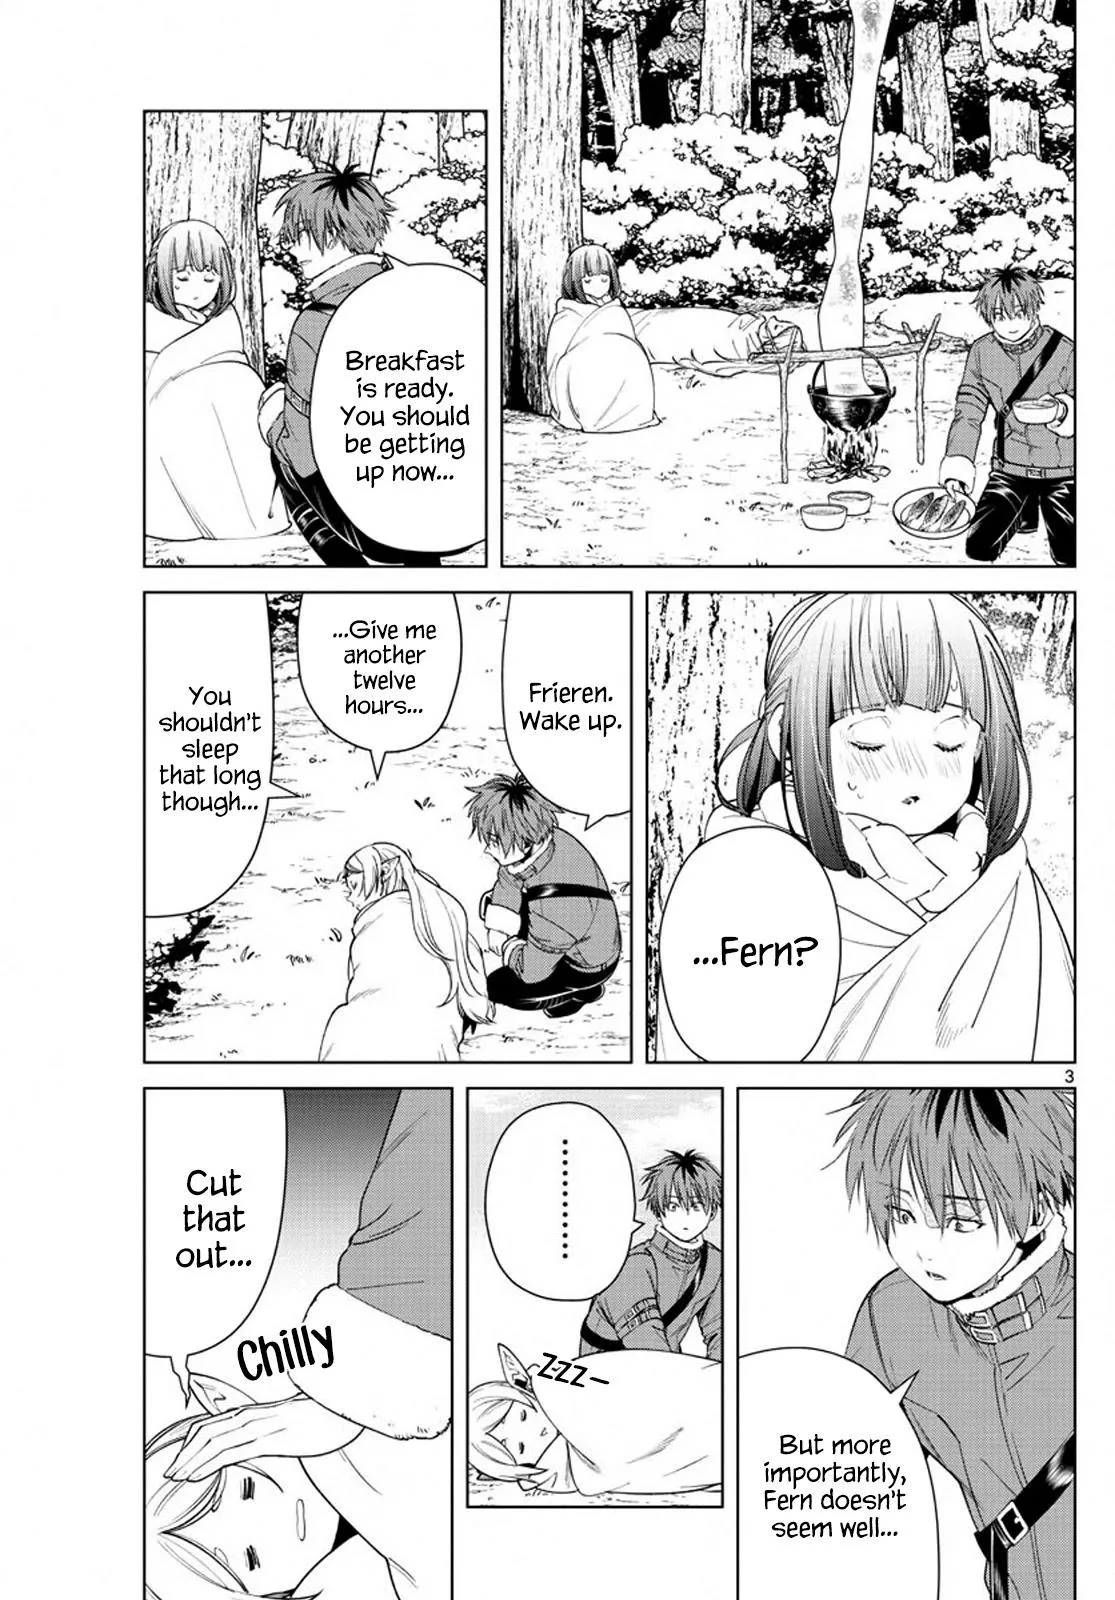 Breakfast
is ready.
You should
be getting
up now...
...Fern?
Frieren.
Wake up.
...Give me
another
twelve
hours...
You
shouldn't
sleep
that long
though...
3
But more
importantly,
Fern doesn't
seem well...
.........
Zzzz—
Cut
that
out...
Chilly